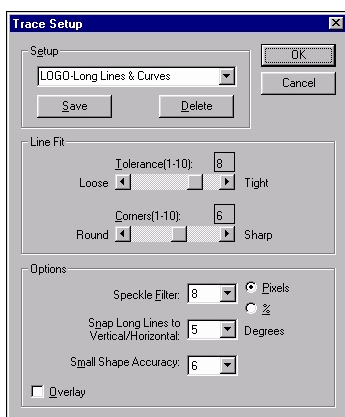 Trace Setup
Setup
OK
LOGO-Long Lines & Curves
Cancel
Save Delete
Line Fit
Tolerance(1-10): 8
Loose Tight
Corners(1-10): 6
Round Sharp
Options
Speckle Filter: 8 Pixels
%
Snap Long Lines to
Vertical/Horizontal: 5 Degrees
Small Shape Accuracy: 6
Overlay